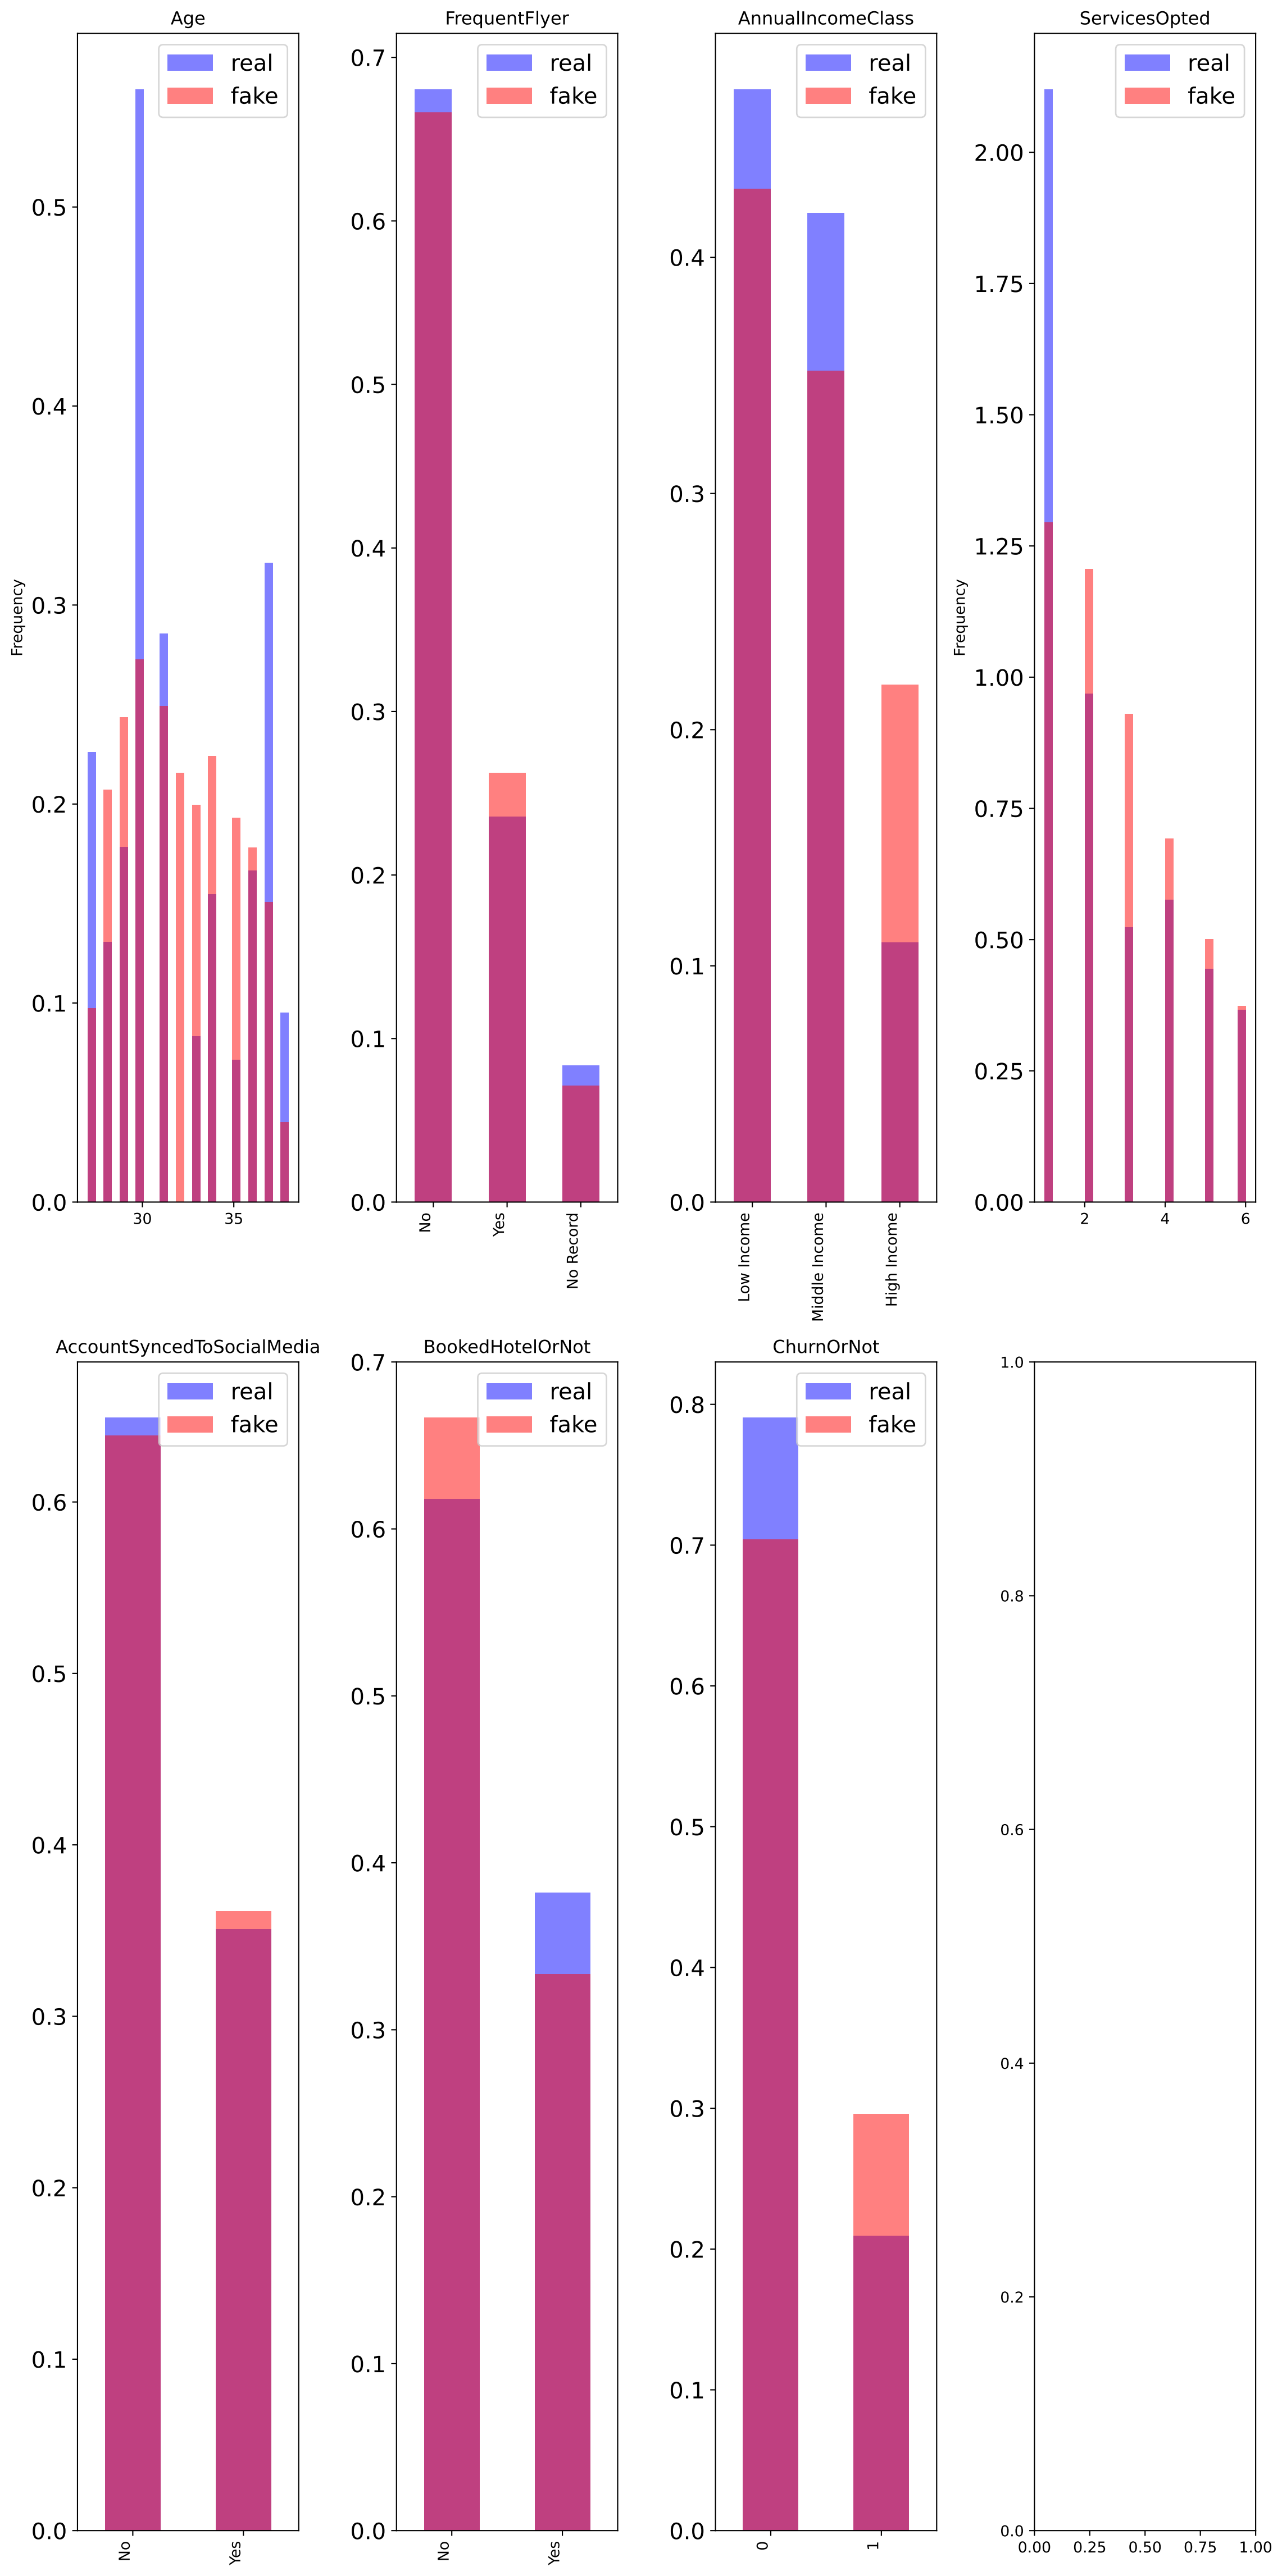 Age
real
fake
Frequency
0.5
0.4
0.3
0.2
0.1
0.0
30 35
FrequentFlyer
real
fake
0.7
0.6
0.5
0.4
0.3
0.2
0.1
0.0
No
Yes
No Record
AnnualIncomeClass
real
fake
0.4
0.3
0.2
0.1
0.0
Low Income
Middle Income
High Income
ServicesOpted
real
fake
Frequency
2.00
1.75
1.50
1.25
1.00
0.75
0.50
0.25
0.00
2 4 6
AccountSyncedToSocialMedia
real
fake
0.6
0.5
0.4
0.3
0.2
0.1
0.0
No
Yes
BookedHotelOrNot
real
fake
0.7
0.6
0.5
0.4
0.3
0.2
0.1
0.0
No
Yes
ChurnOrNot
real
fake
0.8
0.7
0.6
0.5
0.4
0.3
0.2
0.1
0.0
0
1
1.0
0.8
0.6
0.4
0.2
0.0
0.00 0.25 0.50 0.75 1.00